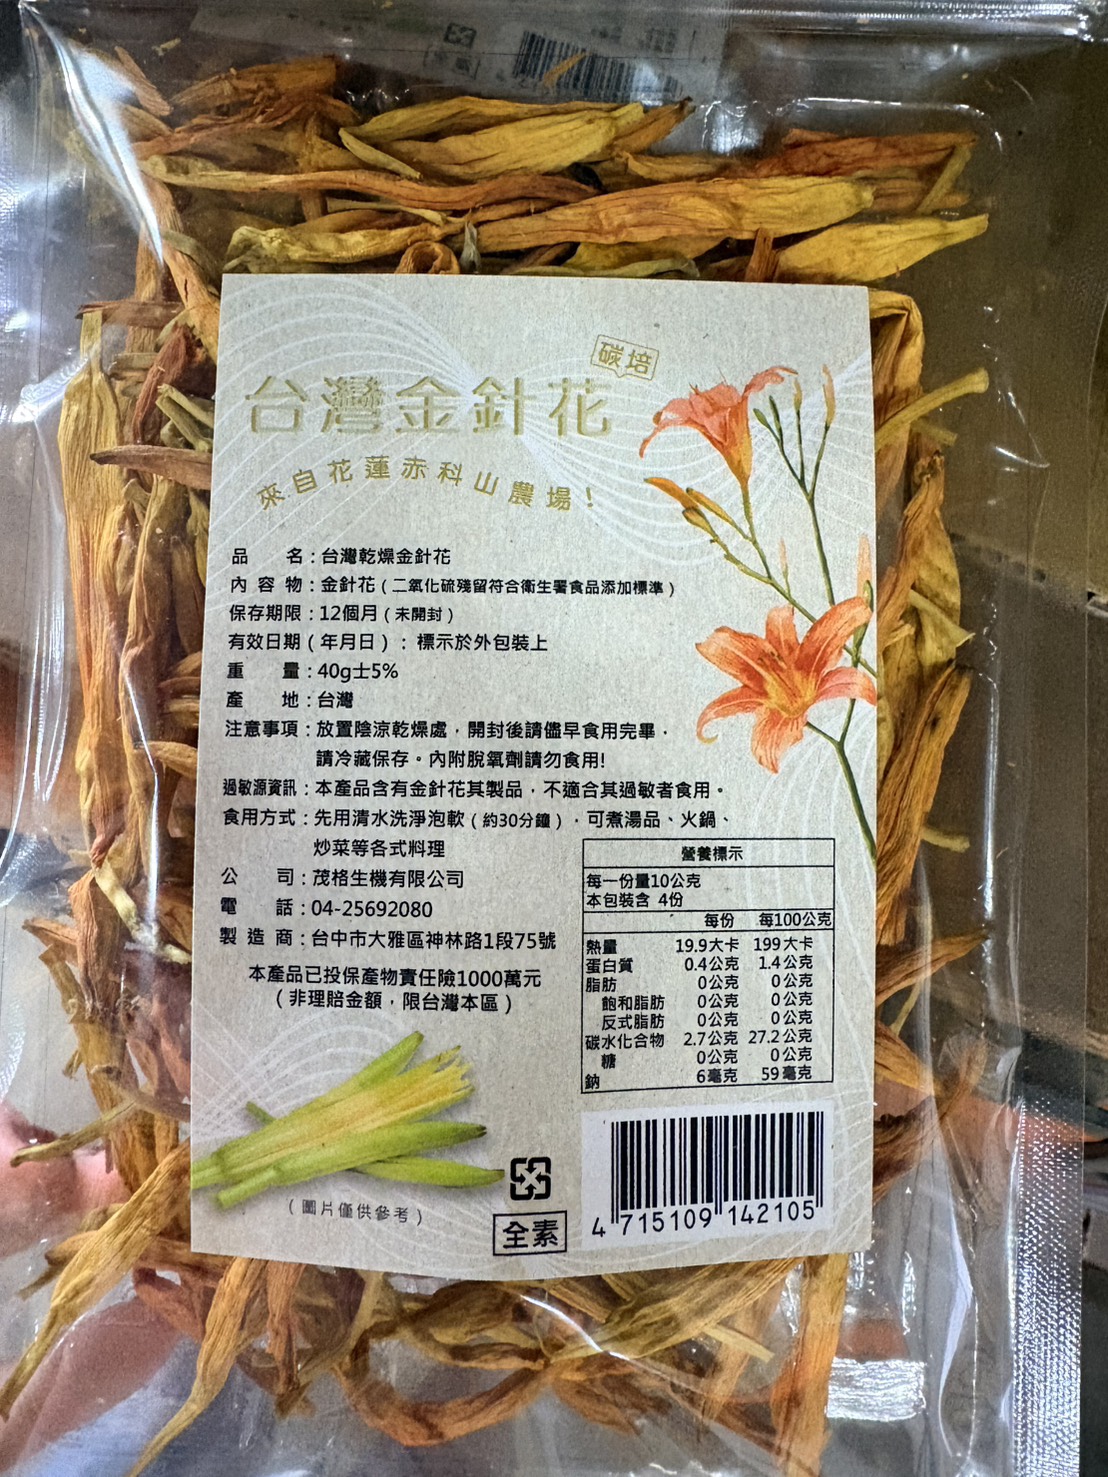 碳培
台灣金針花
來自花蓮赤科山農場！
品 名：台灣乾燥金針花
內容物：金針花（二氧化硫殘留符合衛生署食品添加標準）
保存期限：12個月（未開封）
有效日期（年月日）：標示於外包裝上
重 量：40g士5%
產 地：台灣
注意事項：放置陰涼乾燥處，開封後請儘早食用完畢，
請冷藏保存。內附脫氧劑請勿食用!
過敏源資訊：本產品含有金針花其製品，不適合其過敏者食用。
食用方式：先用清水洗淨泡軟（約30分鐘），可煮湯品、火鍋、
炒菜等各式料理
公 司：茂格生機有限公司
電 話：04-25692080
製 造 商：台中市大雅區神林路1段75號
本產品已投保產物責任險1000萬元
（非理賠金額，限台灣本區）
營養標示
每一份量10公克
本包裝含 4份
每份 每100公克
熱量 19.9大卡 199大卡
蛋白質 0.4公克 1.4公克
脂肪 0公克 0公克
飽和脂肪 0公克 0公克
反式脂肪 0公克 0公克
碳水化合物 2.7公克 27.2公克
糖 0公克 0公克
鈉 6毫克 59毫克
（圖片僅供參考）
全素
4 715109 142105